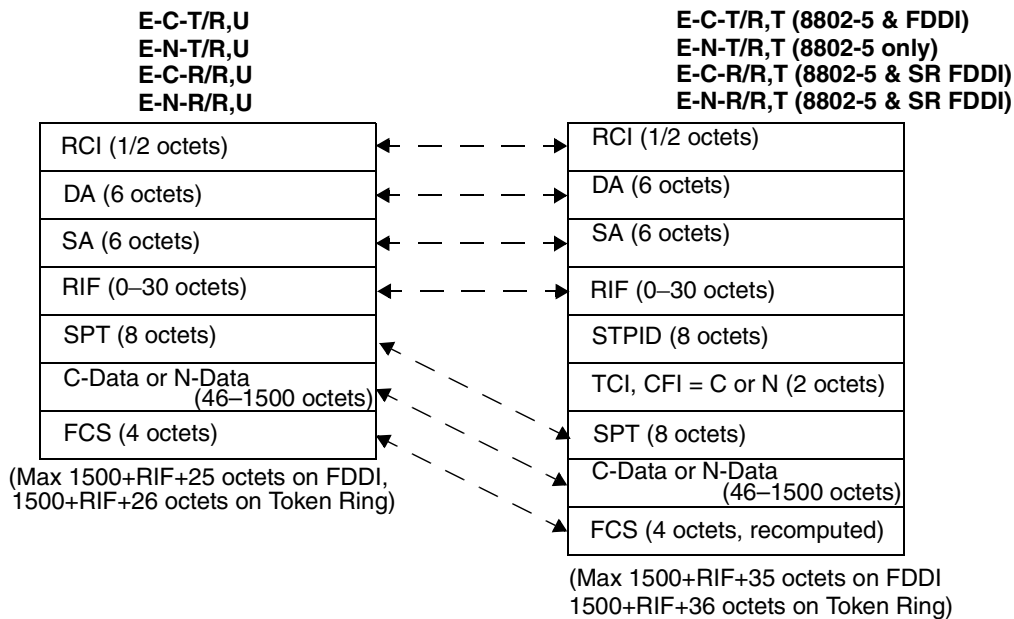 E-C-T/R,U
E-N-T/R,U
E-C-R/R,U
E-N-R/R,U
RCI (1/2 octets)
DA (6 octets)
SA (6 octets)
RIF (0–30 octets)
SPT (8 octets)
C-Data or N-Data
(46–1500 octets)
FCS (4 octets)
(Max 1500+RIF+25 octets on FDDI,
1500+RIF+26 octets on Token Ring)
E-C-T/R,T (8802-5 & FDDI)
E-N-T/R,T (8802-5 only)
E-C-R/R,T (8802-5 & SR FDDI)
E-N-R/R,T (8802-5 & SR FDDI)
RCI (1/2 octets)
DA (6 octets)
SA (6 octets)
RIF (0–30 octets)
STPID (8 octets)
TCI, CFI = C or N (2 octets)
SPT (8 octets)
C-Data or N-Data
(46–1500 octets)
FCS (4 octets, recomputed)
(Max 1500+RIF+35 octets on FDDI
1500+RIF+36 octets on Token Ring)